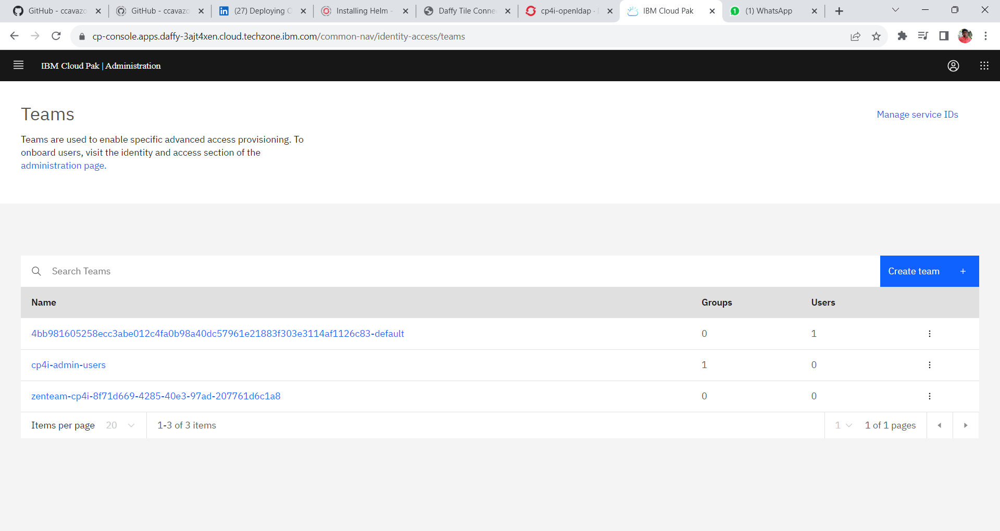 GitHub - ccavazo
GitHub - ccavazo
(27) Deploying O
Installing Helm -
Daffy Tile Conne
cp4i-openldap ·
IBM Cloud Pak
1
(1) WhatsApp
cp-console.apps.daffy-3ajt4xen.cloud.techzone.ibm.com/common-nav/identity-access/teams
IBM Cloud Pak | Administration
Teams
Manage service IDs
Teams are used to enable specific advanced access provisioning. To
onboard users, visit the identity and access section of the
administration page.
Search Teams
Create team +
Name Groups Users
4bb981605258ecc3abe012c4fa0b98a40dc57961e21883f303e3114af1126c83-default 0 1
cp4i-admin-users 1 0
zenteam-cp4i-8f71d669-4285-40e3-97ad-207761d6c1a8 0 0
Items per page 20 1-3 of 3 items 1 1 of 1 pages